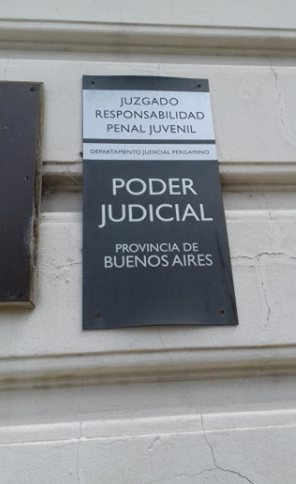 JUZGADO
RESPONSABILIDAD
PENAL JUVENIL
DEPARTAMENTO JUDICIAL PERGAMINO
PODER
JUDICIAL
PROVINCIA DE
BUENOS AIRES